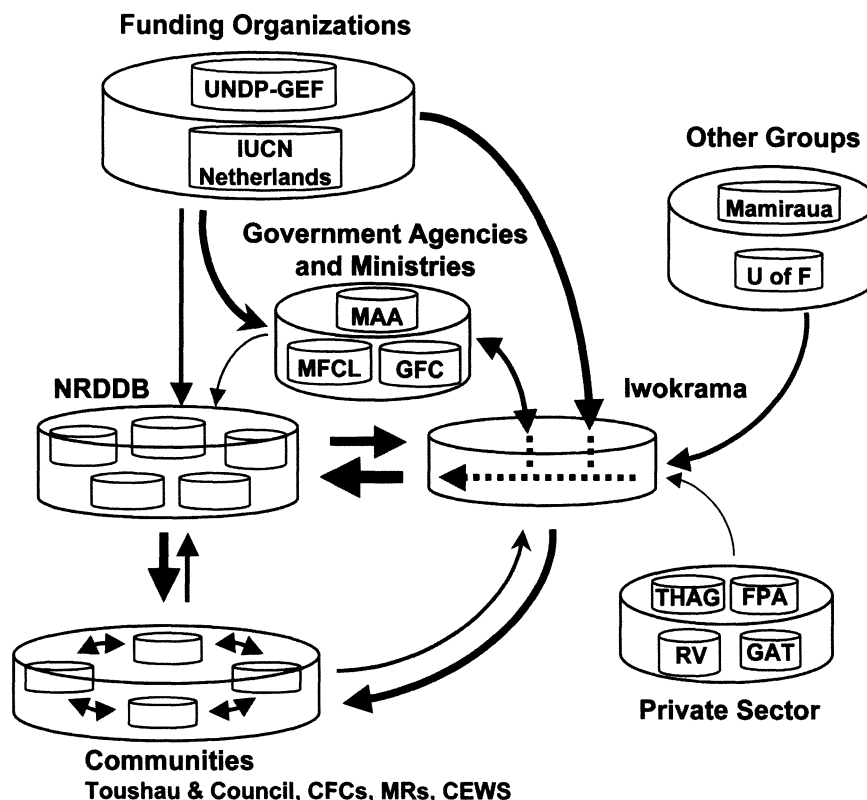 Funding Organizations
UNDP-GEF
IUCN
Netherlands
Other Groups
Mamiraua
U of F
Government Agencies
and Ministries
MAA
MFCL
GFC
NRDDB
Iwokrama
THAG
FPA
RV
GAT
Private Sector
Communities
Toushau & Council, CFCs, MRs, CEWS